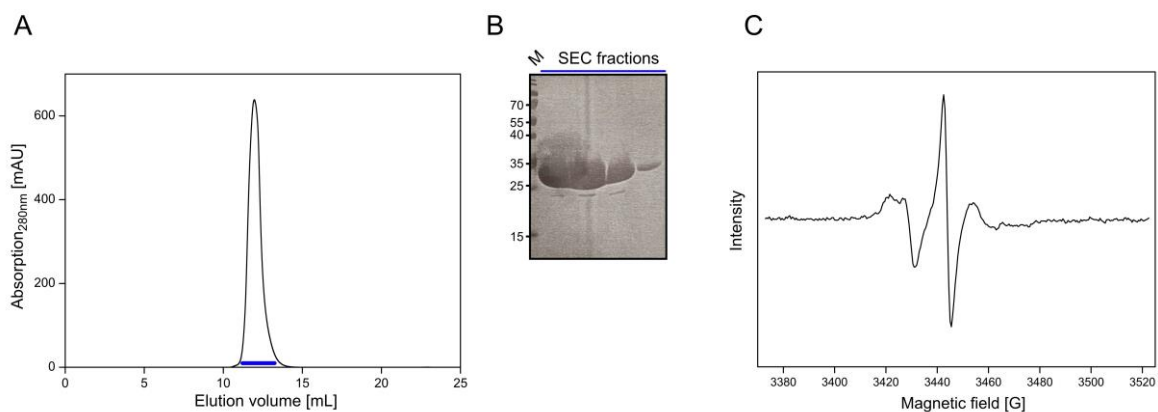 A
B
C
M SEC fractions
600
400
200
0
Absorption280nm [mAU]
0 5 10 15 20 25
Elution volume [mL]
70
55
40
35
25
15
Intensity
3380 3400 3420 3440 3460 3480 3500 3520
Magnetic field [G]